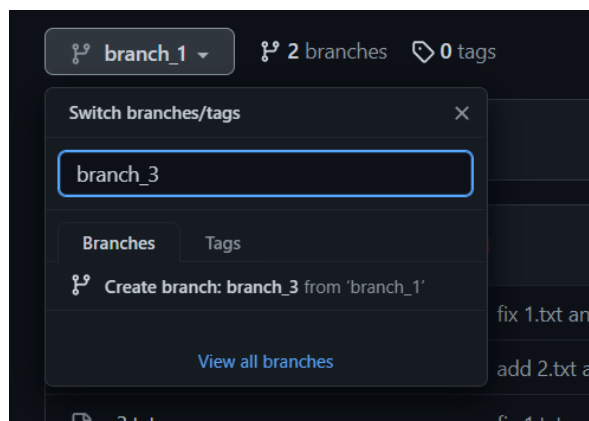 branch_1 2 branches 0 tags
Switch branches/tags
branch_3
Branches Tags
Create branch: branch_3 from 'branch_1'
fix 1.txt an
View all branches
add 2.txt a